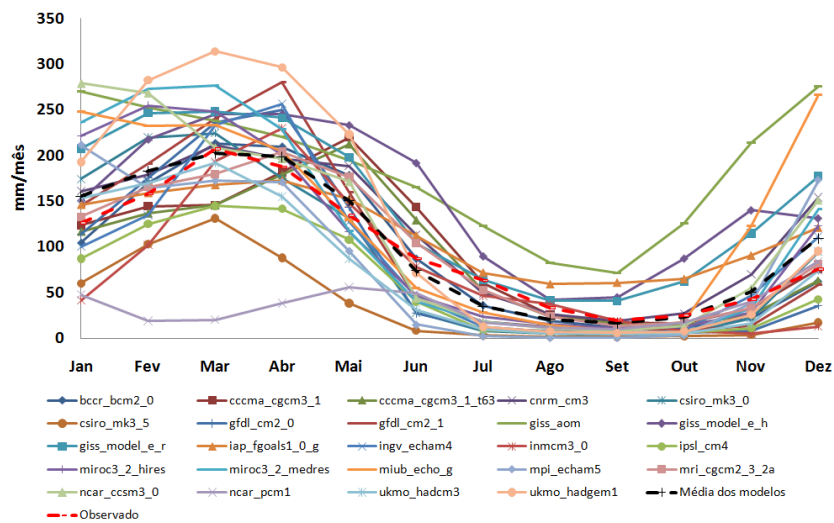 350
300
250
200
150
100
50
0
mm/mês
Jan Fev Mar Abr Mai Jun Jul Ago Set Out Nov Dez
bccr_bcm2_0 cccma_cgcm3_1 cccma_cgcm3_1_t63 cnrm_cm3 csiro_mk3_0
csiro_mk3_5 gfdl_cm2_0 gfdl_cm2_1 giss_aom giss_model_e_h
giss_model_e_r iap_fgoals1_0_g ingv_echam4 inmcm3_0 ipsl_cm4
miroc3_2_hires miroc3_2_medres miub_echo_g mpi_echam5 mri_cgcm2_3_2a
ncar_ccsm3_0 ncar_pcm1 ukmo_hadcm3 ukmo_hadgem1 Média dos modelos
Observado